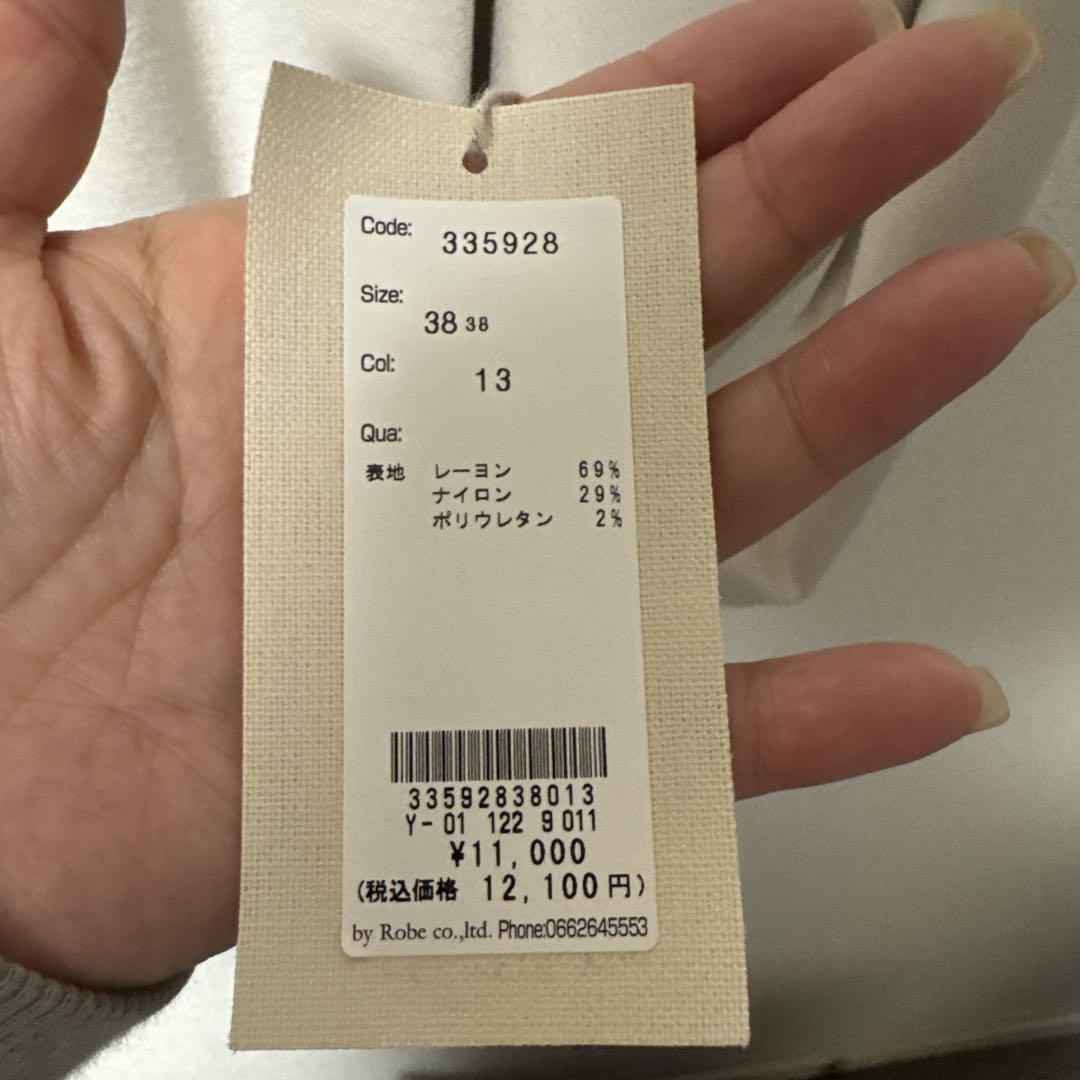 Code: 335928
Size: 38 38
Col: 13
Qua:
表地 レーヨン 69%
ナイロン 29%
ポリウレタン 2%
33592838013
Y-01 122 9011
¥11,000
(税込価格 12,100円)
by Robe co.,ltd. Phone:0662645553